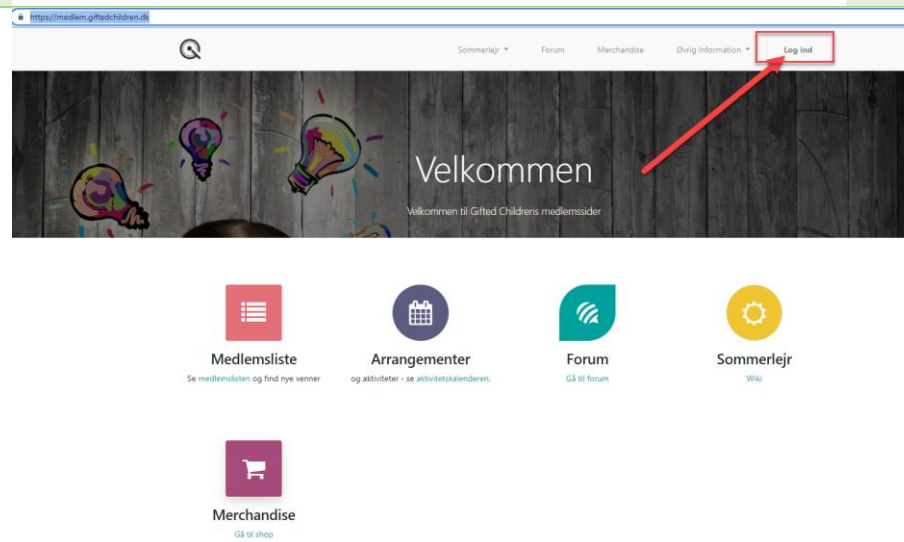 https://medlem.giftedchildren.dk
Sommerlejr Forum Merchandise Øvrig Information Log ind
Velkommen
Velkommen til Gifted Childrens medlemssider
Medlemsliste Arrangementer Forum Sommerlejr
Se medlemslisten og find nye venner og aktiviteter - se aktivitetskalenderen. Gå til forum Wiki
Merchandise
Gå til shop